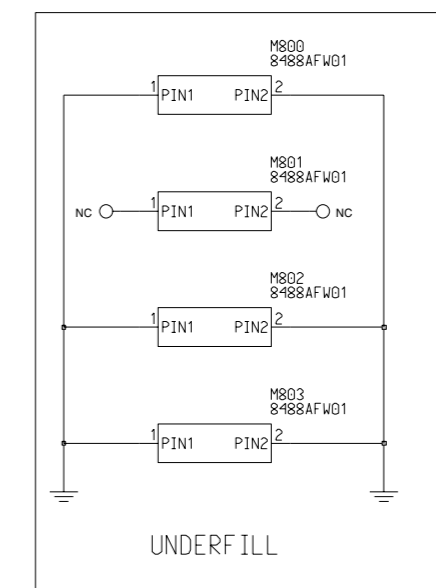 M800
8488AFW01
1 PIN1 PIN2 2
M801
8488AFW01
NC 1 PIN1 PIN2 2 NC
M802
8488AFW01
1 PIN1 PIN2 2
M803
8488AFW01
1 PIN1 PIN2 2
UNDERFILL